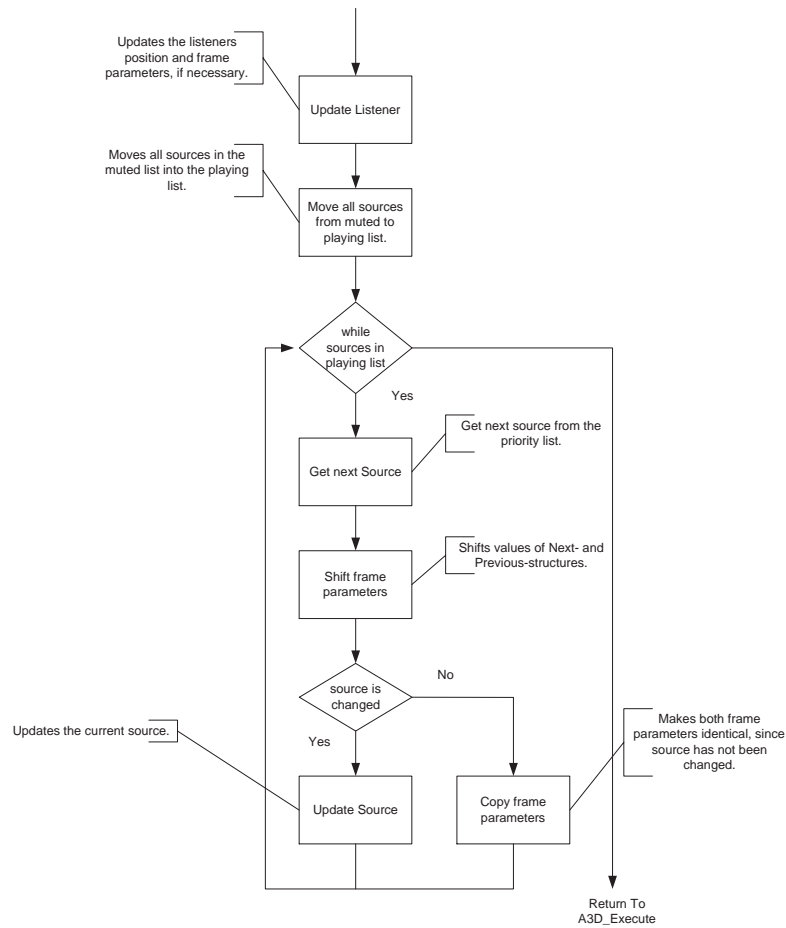 Updates the listeners
position and frame
parameters, if necessary.
Update Listener
Moves all sources in the
muted list into the playing
list.
Move all sources
from muted to
playing list.
while
sources in
playing list
Yes
Get next source from the
priority list.
Get next Source
Shifts values of Next- and
Previous-structures.
Shift frame
parameters
source is
changed
No
Yes
Updates the current source.
Makes both frame
parameters identical, since
source has not been
changed.
Update Source
Copy frame
parameters
Return To
A3D_Execute